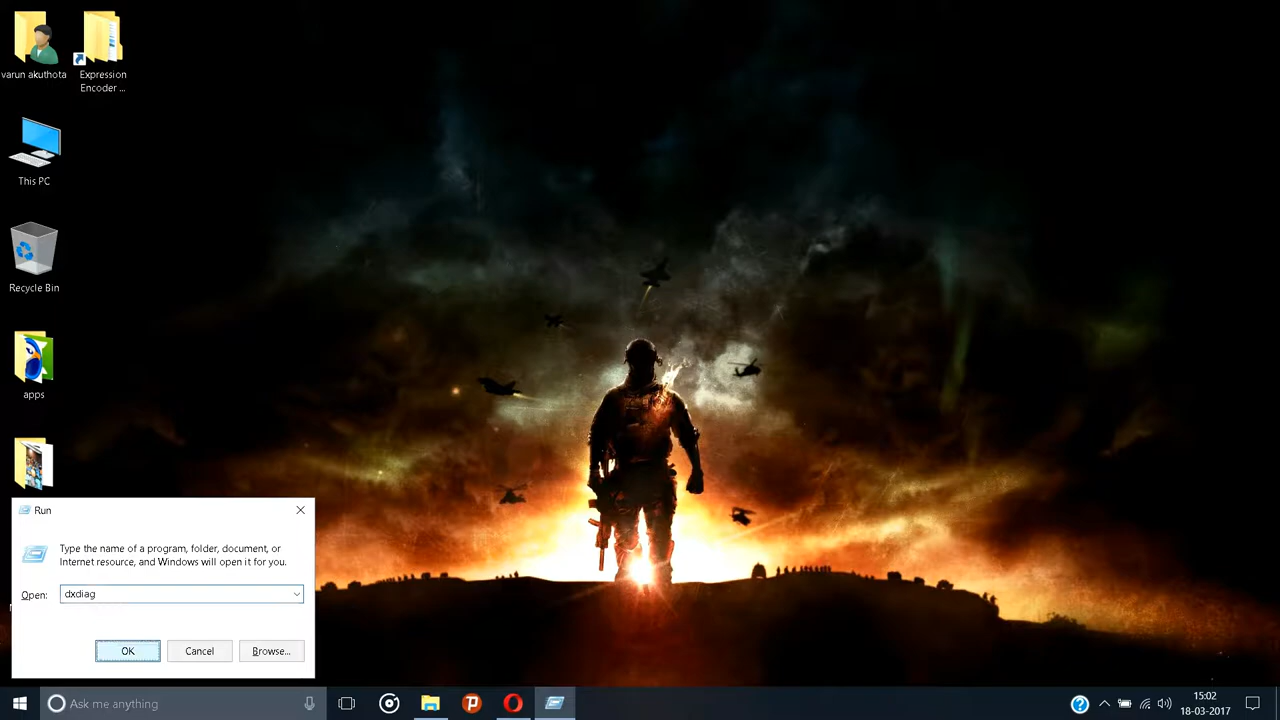 varun akuthota
Expression
Encoder ...
This PC
Recycle Bin
apps
Run
Type the name of a program, folder, document, or
Internet resource, and Windows will open it for you.
Open:
dxdiag
OK
Cancel
Browse...
Ask me anything
15:02
18-03-2017